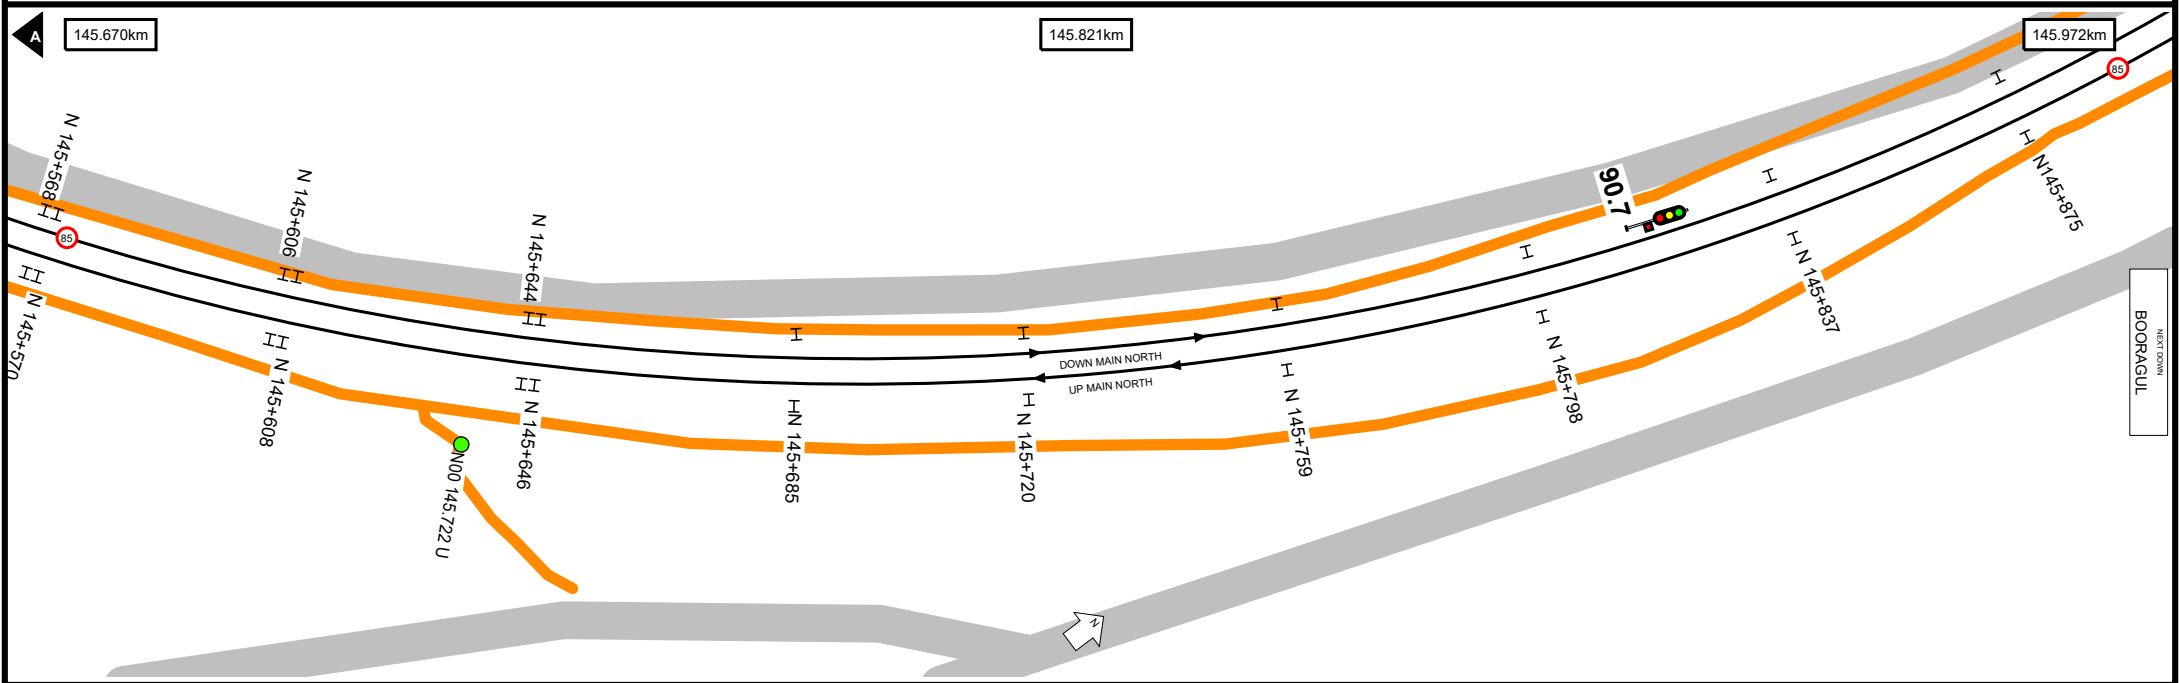 A
145.670km
145.821km
145.972km
N 145+568
N 145+606
N 145+644
90.7
85
85
DOWN MAIN NORTH
UP MAIN NORTH
N 145+570
N 145+608
N 145+646
HN 145+685
N 145+720
N 145+759
N 145+798
N 145+837
N145+875
N00 145.722 U
NEXT DOWN
BOORAGUL
N